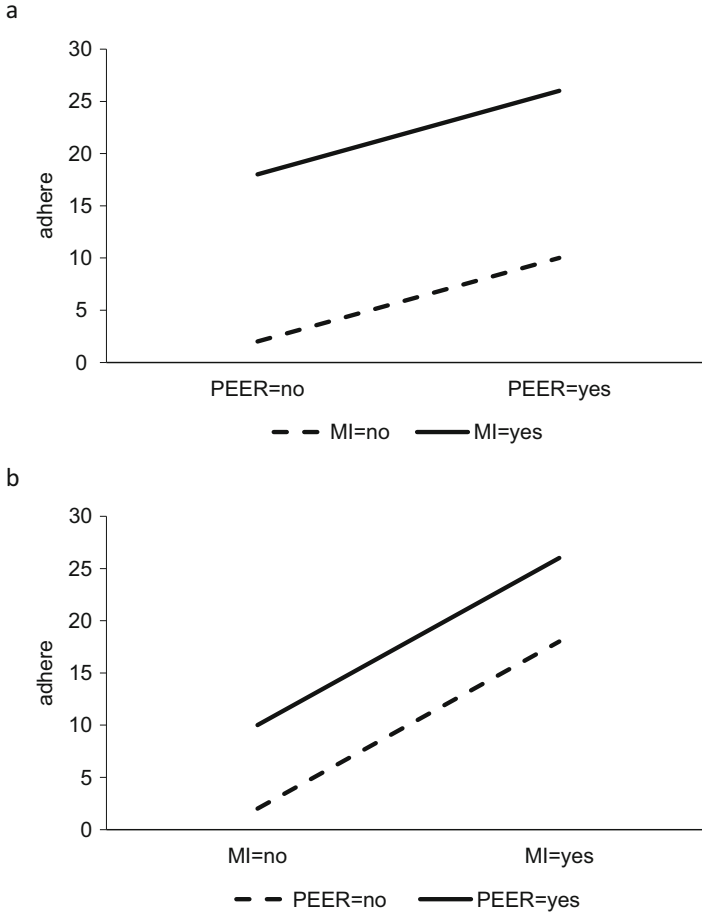 a
30
25
20
15
10
5
0
adhere
PEER=no PEER=yes
MI=no MI=yes
b
30
25
20
15
10
5
0
adhere
MI=no MI=yes
PEER=no PEER=yes